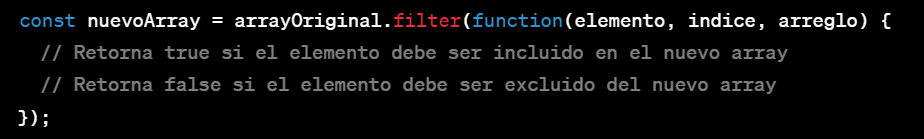 const nuevoArray = arrayOriginal.filter(function(elemento, indice, arreglo) {
  // Retorna true si el elemento debe ser incluido en el nuevo array
  // Retorna false si el elemento debe ser excluido del nuevo array
});